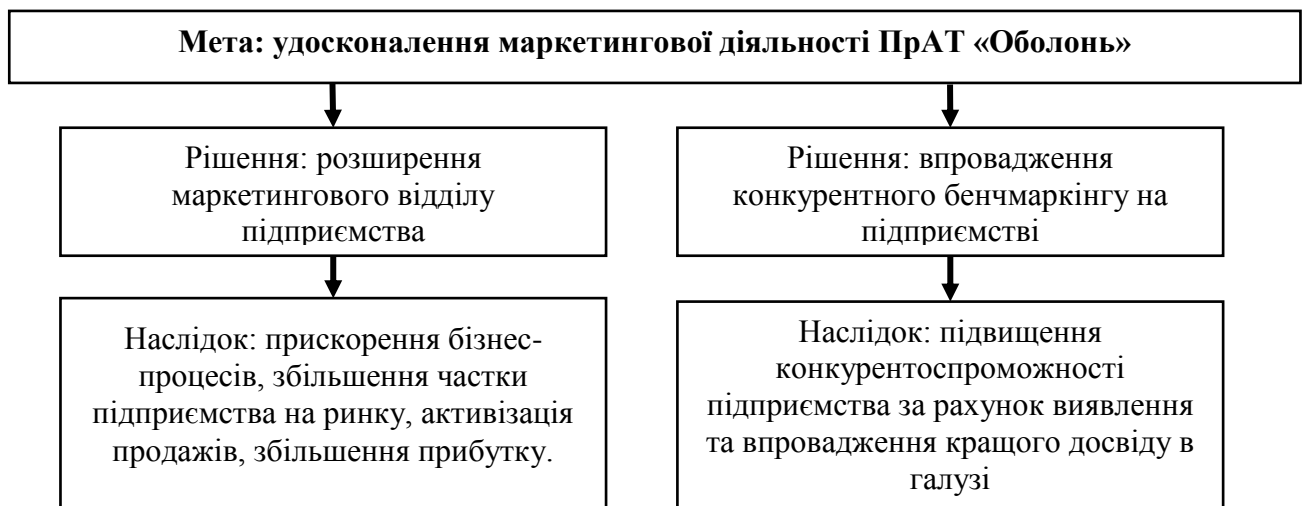 Мета: удосконалення маркетингової діяльності ПрАТ «Оболонь»
Рішення: розширення
маркетингового відділу
підприємства
Рішення: впровадження
конкурентного бенчмаркінгу на
підприємстві
Наслідок: прискорення бізнес-
процесів, збільшення частки
підприємства на ринку, активізація
продажів, збільшення прибутку.
Наслідок: підвищення
конкурентоспроможності
підприємства за рахунок виявлення
та впровадження кращого досвіду в
галузі